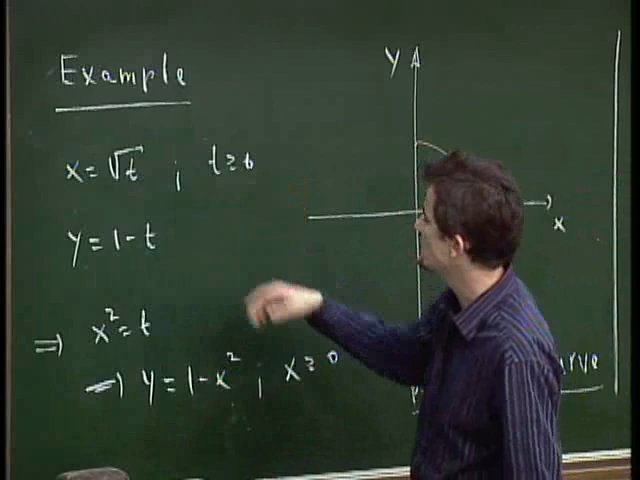 Example
x = √t ; t ≥ 0
y = 1 - t
⇒ x² = t
→ y = 1 - x² ; x ≥ 0
y
x